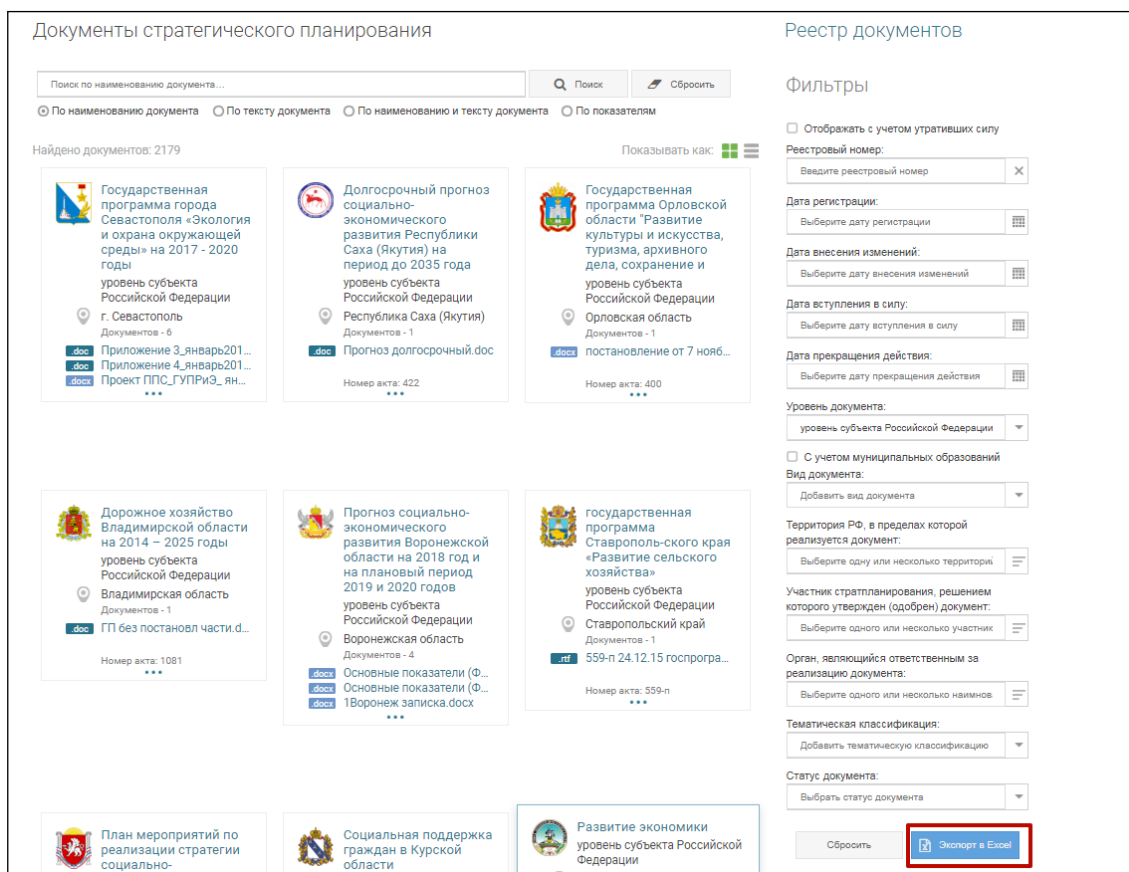 Документы стратегического планирования
Поиск по наименованию документа...
Поиск
Сбросить
По наименованию документа
По тексту документа
По наименованию и тексту документа
По показателям
Найдено документов: 2179
Показывать как:
Государственная
программа города
Севастополя «Экология
и охрана окружающей
среды» на 2017 - 2020
годы
уровень субъекта
Российской Федерации
г. Севастополь
Документов - 6
.doc Приложение 3_январь201...
.doc Приложение 4_январь201...
.docx Проект ППС_ГУПРиЭ_ ян...
Долгосрочный прогноз
социально-
экономического
развития Республики
Саха (Якутия) на
период до 2035 года
уровень субъекта
Российской Федерации
Республика Саха (Якутия)
Документов - 1
.doc Прогноз долгосрочный.doc
Номер акта: 422
Государственная
программа Орловской
области "Развитие
культуры и искусства,
туризма, архивного
дела, сохранение и
уровень субъекта
Российской Федерации
Орловская область
Документов - 1
.docx постановление от 7 нояб...
Номер акта: 400
Дорожное хозяйство
Владимирской области
на 2014 – 2025 годы
уровень субъекта
Российской Федерации
Владимирская область
Документов - 1
.doc ГП без постановл части.d...
Номер акта: 1081
Прогноз социально-
экономического
развития Воронежской
области на 2018 год и
на плановый период
2019 и 2020 годов
уровень субъекта
Российской Федерации
Воронежская область
Документов - 4
.docx Основные показатели (Ф...
.docx Основные показатели (Ф...
.docx 1Воронеж записка.docx
государственная
программа
Ставрополь-ского края
«Развитие сельского
хозяйства»
уровень субъекта
Российской Федерации
Ставропольский край
Документов - 1
.rtf 559-п 24.12.15 госпрогра...
Номер акта: 559-п
План мероприятий по
реализации стратегии
социально-
Социальная поддержка
граждан в Курской
области
Развитие экономики
уровень субъекта Российской
Федерации
Реестр документов
Фильтры
Отображать с учетом утративших силу
Реестровый номер:
Введите реестровый номер
Дата регистрации:
Выберите дату регистрации
Дата внесения изменений:
Выберите дату внесения изменений
Дата вступления в силу:
Выберите дату вступления в силу
Дата прекращения действия:
Выберите дату прекращения действия
Уровень документа:
уровень субъекта Российской Федерации
С учетом муниципальных образований
Вид документа:
Добавить вид документа
Территория РФ, в пределах которой
реализуется документ:
Выберите одну или несколько территорий
Участник стратпланирования, решением
которого утвержден (одобрен) документ:
Выберите одного или несколько участник
Орган, являющийся ответственным за
реализацию документа:
Выберите одного или несколько наимнов
Тематическая классификация:
Добавить тематическую классификацию
Статус документа:
Выбрать статус документа
Сбросить
Экспорт в Excel